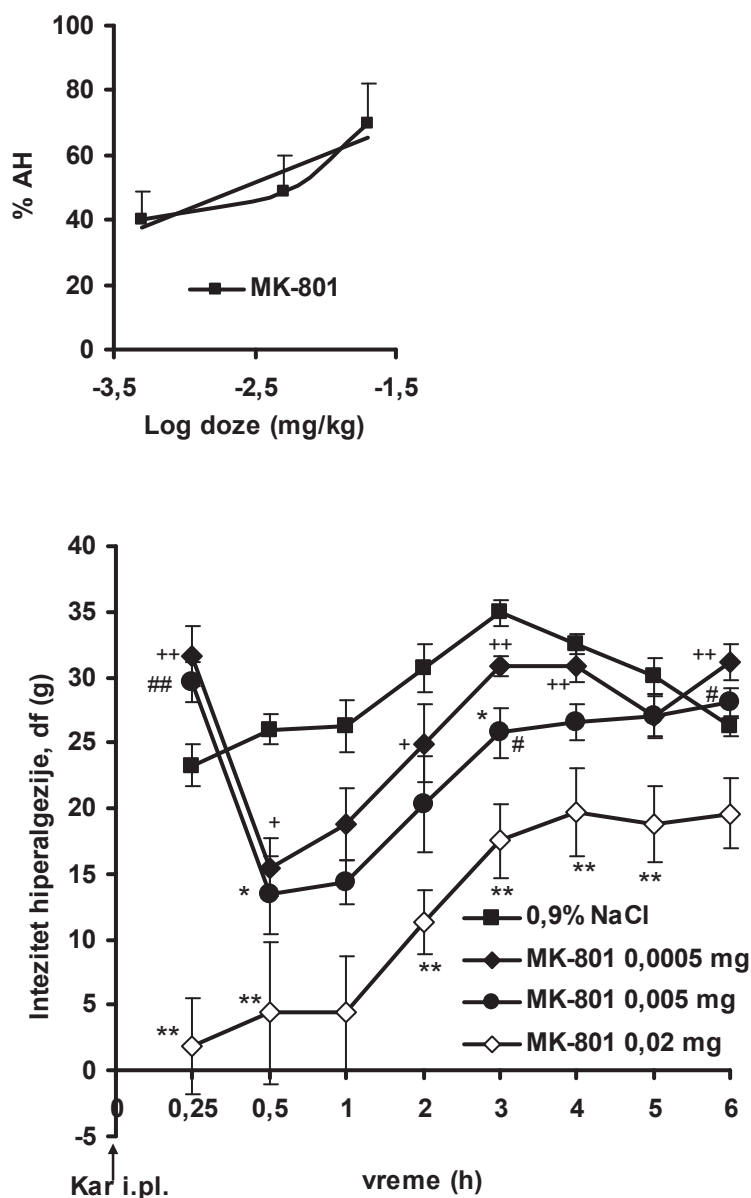 100
80
60
40
20
0
% AH
MK-801
-3,5 -2,5 -1,5
Log doze (mg/kg)
40
35
30
25
20
15
10
5
0
-5
Intezitet hiperalgezije, df (g)
++
##
+
*
**
**
+
**
++
*
#
**
++
**
**
++
#
0,9% NaCl
MK-801 0,0005 mg
MK-801 0,005 mg
MK-801 0,02 mg
0 0,25 0,5 1 2 3 4 5 6
Kar i.pl.
vreme (h)